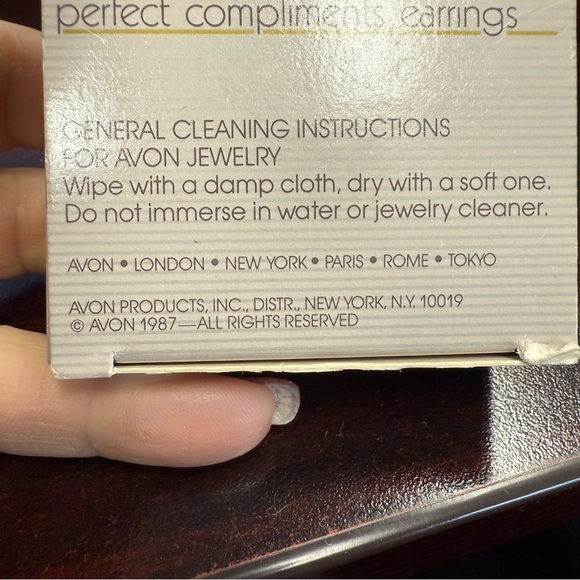 perfect compliments earrings
GENERAL CLEANING INSTRUCTIONS
FOR AVON JEWELRY
Wipe with a damp cloth, dry with a soft one.
Do not immerse in water or jewelry cleaner.
AVON • LONDON • NEW YORK • PARIS • ROME • TOKYO
AVON PRODUCTS, INC., DISTR., NEW YORK, N.Y. 10019
© AVON 1987—ALL RIGHTS RESERVED